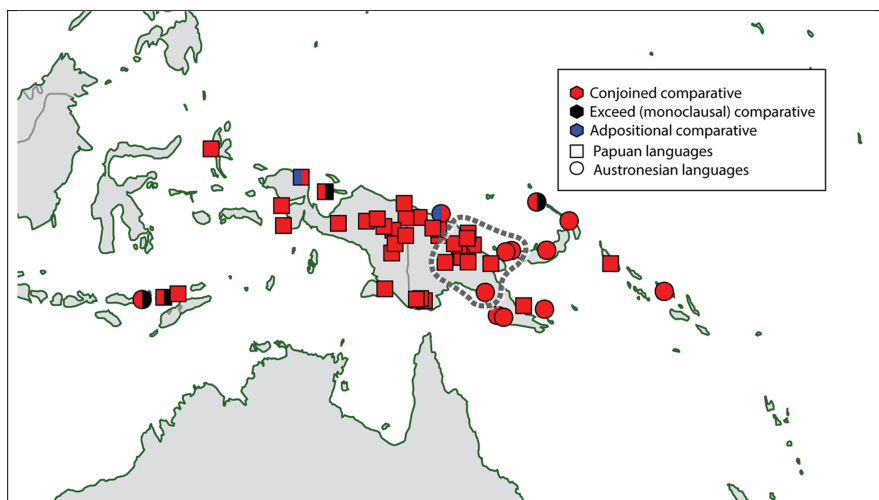 Conjoined comparative
Exceed (monoclausal) comparative
Adpositional comparative
Papuan languages
Austronesian languages